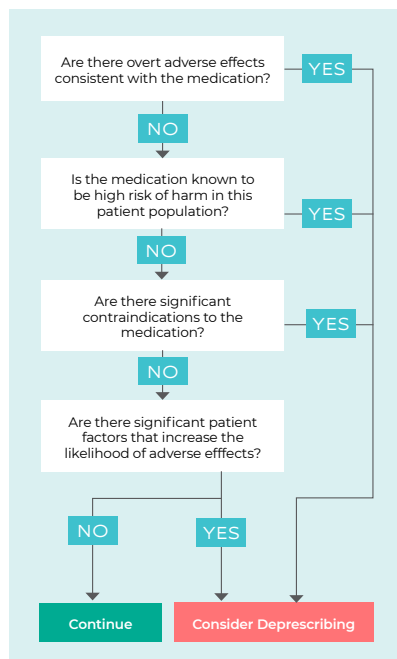 Are there overt adverse effects
consistent with the medication?
YES
NO
Is the medication known to
be high risk of harm in this
patient population?
YES
NO
Are there significant
contraindications to the
medication?
YES
NO
Are there significant patient
factors that increase the
likelihood of adverse efffects?
NO
YES
Continue
Consider Deprescribing